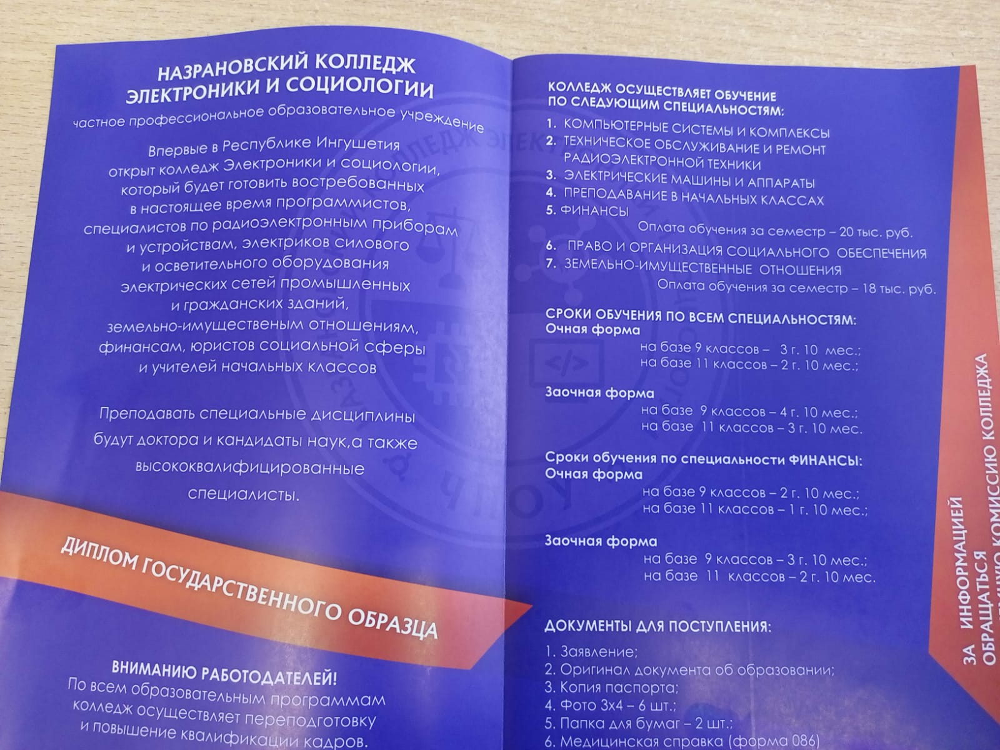 НАЗРАНОВСКИЙ КОЛЛЕДЖ
ЭЛЕКТРОНИКИ И СОЦИОЛОГИИ
частное профессиональное образовательное учреждение
Впервые в Республике Ингушетия
открыт колледж Электроники и социологии,
который будет готовить востребованных
в настоящее время программистов,
специалистов по радиоэлектронным приборам
и устройствам, электриков силового
и осветительного оборудования
электрических сетей промышленных
и гражданских зданий,
земельно-имущественым отношениям,
финансам, юристов социальной сферы
и учителей начальных классов
Преподавать специальные дисциплины
будут доктора и кандидаты наук,а также
высококвалифицированные
специалисты.
ДИПЛОМ ГОСУДАРСТВЕННОГО ОБРАЗЦА
ВНИМАНИЮ РАБОТОДАТЕЛЕЙ!
По всем образовательным программам
колледж осуществляет переподготовку
и повышение квалификации кадров.
КОЛЛЕДЖ ОСУЩЕСТВЛЯЕТ ОБУЧЕНИЕ
ПО СЛЕДУЮЩИМ СПЕЦИАЛЬНОСТЯМ:
1. КОМПЬЮТЕРНЫЕ СИСТЕМЫ И КОМПЛЕКСЫ
2. ТЕХНИЧЕСКОЕ ОБСЛУЖИВАНИЕ И РЕМОНТ
РАДИОЭЛЕКТРОННОЙ ТЕХНИКИ
3. ЭЛЕКТРИЧЕСКИЕ МАШИНЫ И АППАРАТЫ
4. ПРЕПОДАВАНИЕ В НАЧАЛЬНЫХ КЛАССАХ
5. ФИНАНСЫ
Оплата обучения за семестр – 20 тыс. руб.
6. ПРАВО И ОРГАНИЗАЦИЯ СОЦИАЛЬНОГО ОБЕСПЕЧЕНИЯ
7. ЗЕМЕЛЬНО-ИМУЩЕСТВЕННЫЕ ОТНОШЕНИЯ
Оплата обучения за семестр – 18 тыс. руб.
СРОКИ ОБУЧЕНИЯ ПО ВСЕМ СПЕЦИАЛЬНОСТЯМ:
Очная форма
на базе 9 классов – 3 г. 10 мес.;
на базе 11 классов – 2 г. 10 мес.;
Заочная форма
на базе 9 классов – 4 г. 10 мес.;
на базе 11 классов – 3 г. 10 мес.
Сроки обучения по специальности ФИНАНСЫ:
Очная форма
на базе 9 классов – 2 г. 10 мес.;
на базе 11 классов – 1 г. 10 мес.;
Заочная форма
на базе 9 классов – 3 г. 10 мес.;
на базе 11 классов – 2 г. 10 мес.
ДОКУМЕНТЫ ДЛЯ ПОСТУПЛЕНИЯ:
1. Заявление;
2. Оригинал документа об образовании;
3. Копия паспорта;
4. Фото 3х4 – 6 шт.;
5. Папка для бумаг – 2 шт.;
6. Медицинская справка (форма 086)
ЗА ИНФОРМАЦИЕЙ
ОБРАЩАТЬСЯ
КОМИССИЮ КОЛЛЕДЖА
ЧПОУ